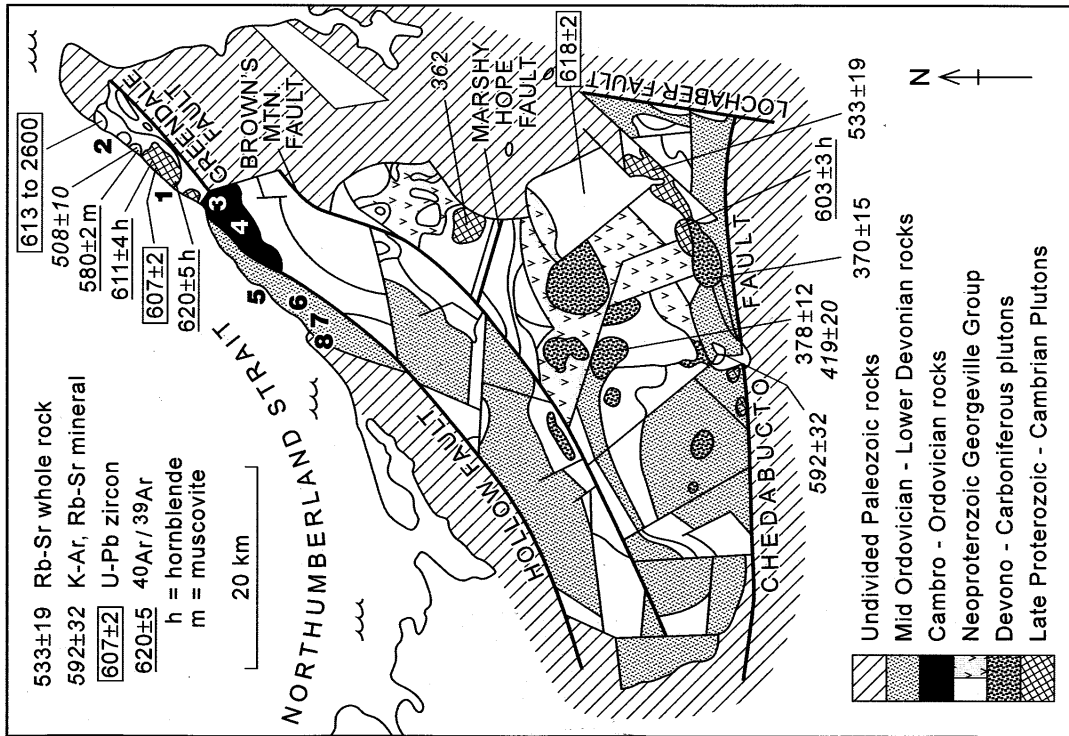 533±19 Rb-Sr whole rock
592±32 K-Ar, Rb-Sr mineral
607±2 U-Pb zircon
620±5 40Ar / 39Ar
h = hornblende
m = muscovite
20 km
NORTHUMBERLAND STRAIT
613 to 2600
508±10
580±2 m
611±4 h
607±2
620±5 h
2
1
3
4
5
6
7
8
GREENDALE
FAULT
BROWN'S
MTN.
FAULT
362
MARSHY
HOPE
FAULT
618±2
LOCHABER FAULT
HOLLOW FAULT
CHEDABUCTO FAULT
N
592±32
378±12
419±20
370±15
603±3 h
533±19
Undivided Paleozoic rocks
Mid Ordovician - Lower Devonian rocks
Cambro - Ordovician rocks
Neoproterozoic Georgeville Group
Devono - Carboniferous plutons
Late Proterozoic - Cambrian Plutons